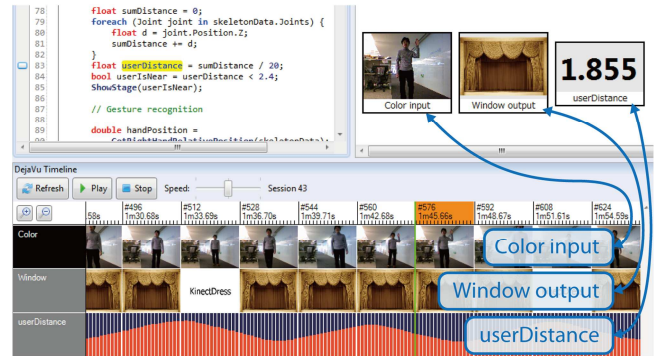 78 float sumDistance = 0;
79 foreach (Joint joint in skeletonData.Joints) {
80 float d = joint.Position.Z;
81 sumDistance += d;
82 }
83 float userDistance = sumDistance / 20;
84 bool userIsNear = userDistance < 2.4;
85 ShowStage(userIsNear);
86
87 // Gesture recognition
88
89 double handPosition =
90 GetRightHandRelativePosition(skeletonData);
Color input
Window output
1.855
userDistance
DejaVu Timeline
Refresh Play Stop Speed: Session 43
#496 #512 #528 #544 #560 #576 #592 #608 #624
.58s 1m30.68s 1m33.69s 1m36.70s 1m39.71s 1m42.68s 1m45.66s 1m48.67s 1m51.61s 1m54.59s
Color
Color input
Window
KinectDress
Window output
userDistance
userDistance